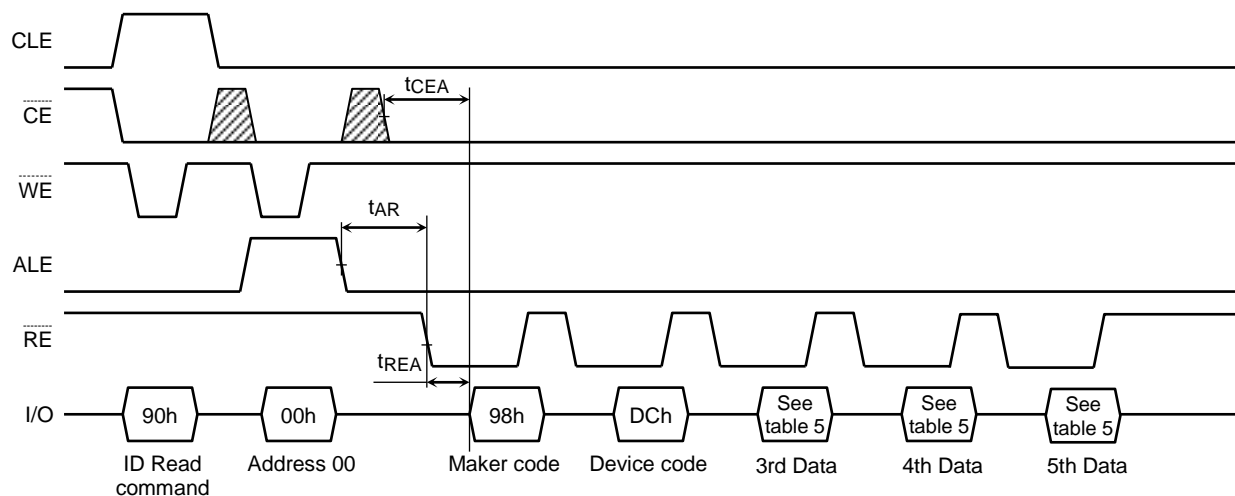 CLE
tCEA
CE
WE
tAR
ALE
RE
tREA
I/O
90h
00h
98h
DCh
See
table 5
See
table 5
See
table 5
ID Read
command
Address 00
Maker code
Device code
3rd Data
4th Data
5th Data